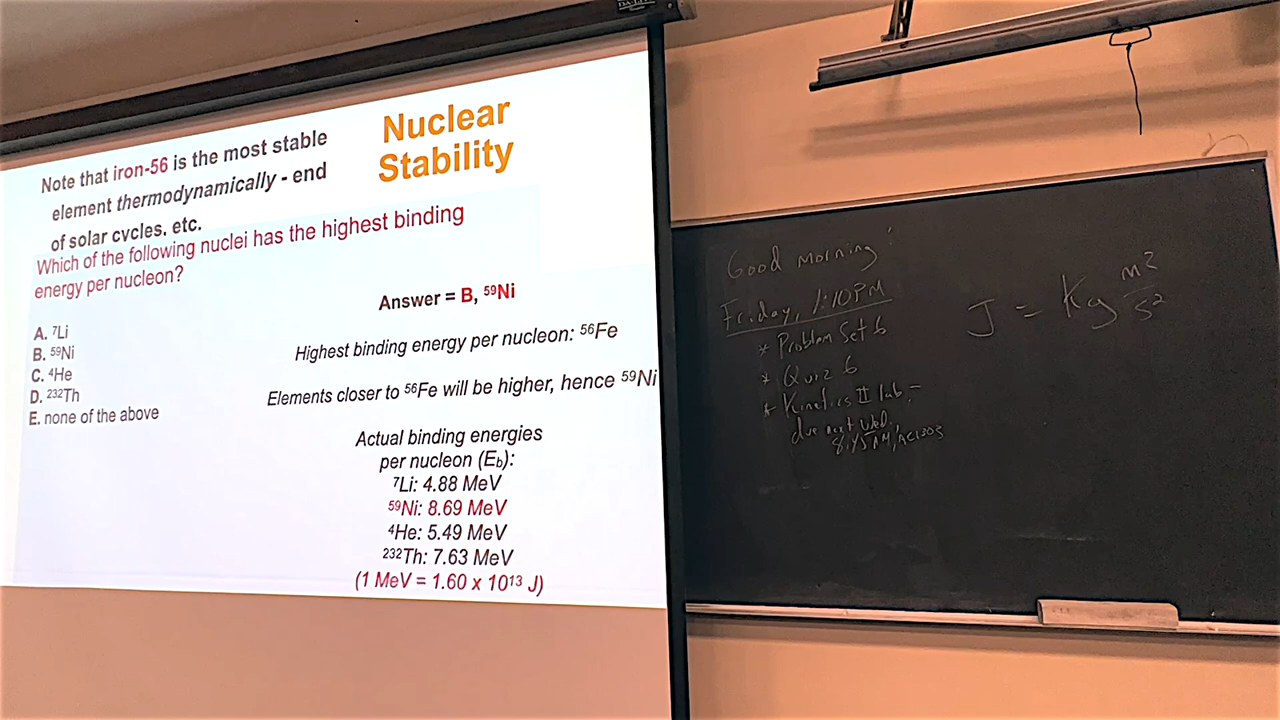 Nuclear
Stability
Note that iron-56 is the most stable
element thermodynamically - end
of solar cycles, etc.
Which of the following nuclei has the highest binding
energy per nucleon?
A. ⁷Li
B. ⁵⁹Ni
C. ⁴He
D. ²³²Th
E. none of the above
Answer = B, ⁵⁹Ni
Highest binding energy per nucleon: ⁵⁶Fe
Elements closer to ⁵⁶Fe will be higher, hence ⁵⁹Ni
Actual binding energies
per nucleon (E_b):
⁷Li: 4.88 MeV
⁵⁹Ni: 8.69 MeV
⁴He: 5.49 MeV
²³²Th: 7.63 MeV
(1 MeV = 1.60 x 10¹³ J)
Good Morning!
Friday, 1:10PM
* Problem Set 6
* Quiz 6
* Kinetics II lab -
due next Wed.
8:45AM, AC1303
J = Kg m²/s²